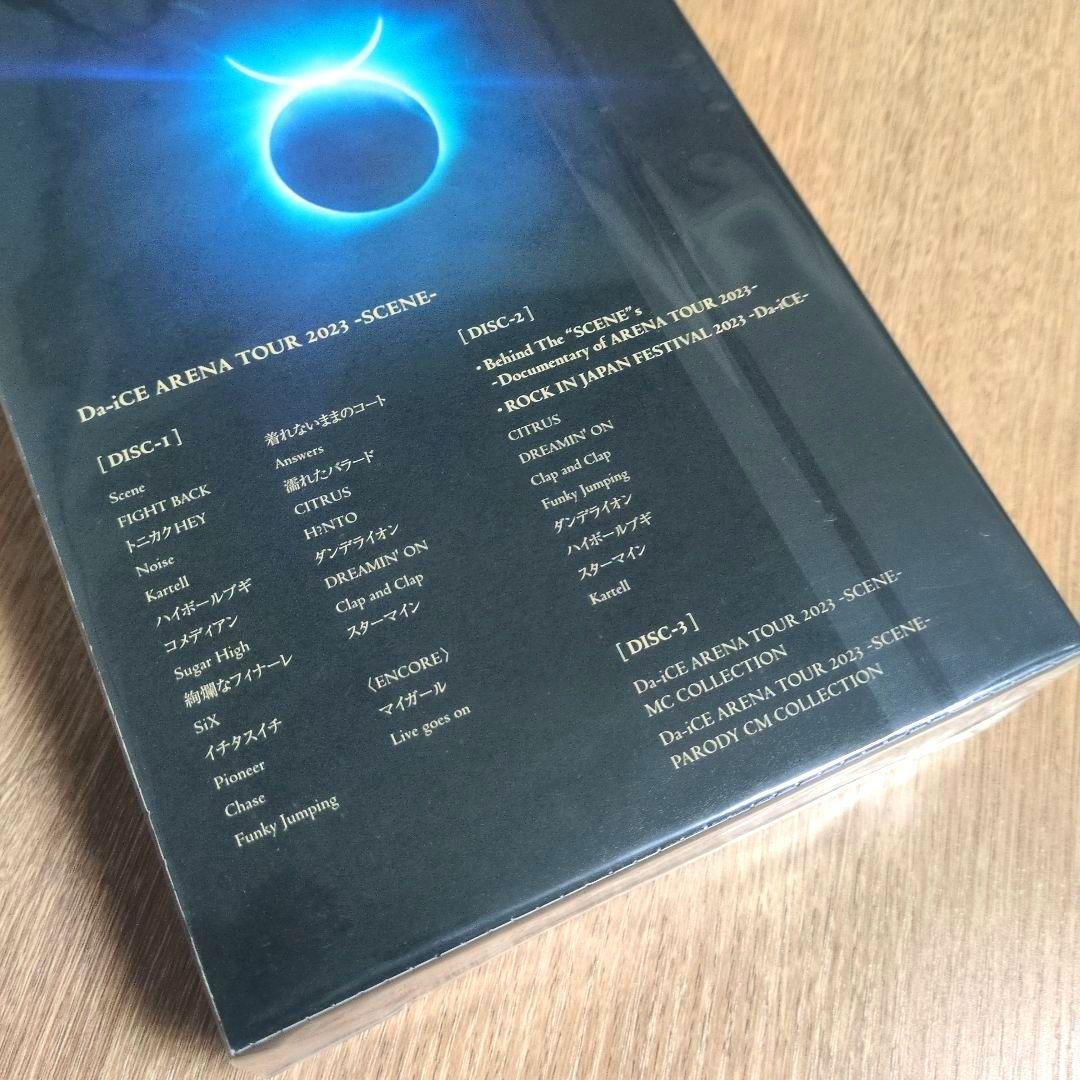 Da-iCE ARENA TOUR 2023 -SCENE-
[DISC-1]
Scene
FIGHT BACK
トニカクHEY
Noise
Kartell
ハイボールブギ
コメディアン
Sugar High
絢爛なフィナーレ
SiX
イチタスイチ
Pioneer
Chase
Funky Jumping
着れないままのコート
Answers
濡れたバラード
CITRUS
H?NTO
ダンデライオン
DREAMIN' ON
Clap and Clap
スターマイン
〈ENCORE〉
マイガール
Live goes on
[DISC-2]
・Behind The “SCENE”s
-Documentary of ARENA TOUR 2023-
・ROCK IN JAPAN FESTIVAL 2023 -Da-iCE-
CITRUS
DREAMIN' ON
Clap and Clap
Funky Jumping
ダンデライオン
ハイボールブギ
スターマイン
Kartell
[DISC-3]
Da-iCE ARENA TOUR 2023 -SCENE-
MC COLLECTION
Da-iCE ARENA TOUR 2023 -SCENE-
PARODY CM COLLECTION